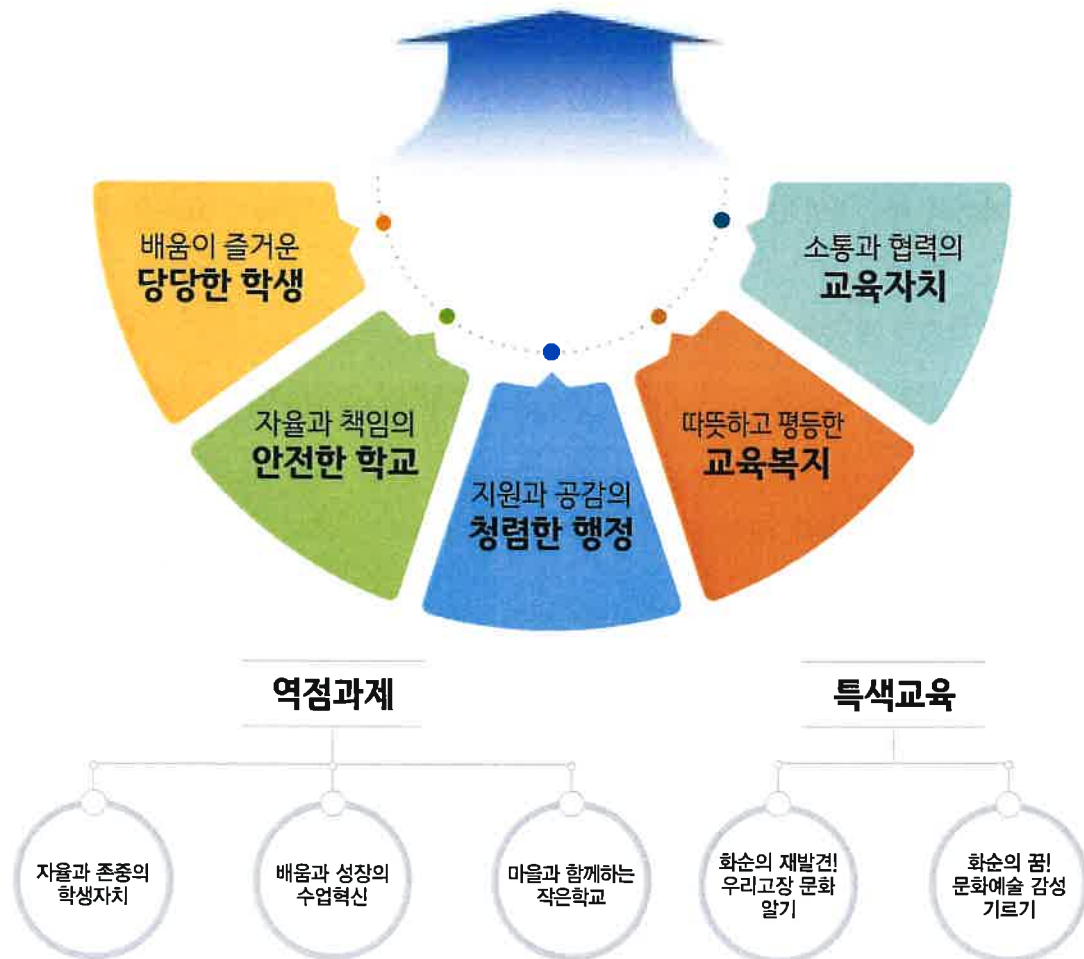 배움이 즐거운
당당한 학생
자율과 책임의
안전한 학교
지원과 공감의
청렴한 행정
따뜻하고 평등한
교육복지
소통과 협력의
교육자치
역점과제
자율과 존중의
학생자치
배움과 성장의
수업혁신
마을과 함께하는
작은학교
특색교육
화순의 재발견!
우리고장 문화
알기
화순의 꿈!
문화예술 감성
기르기